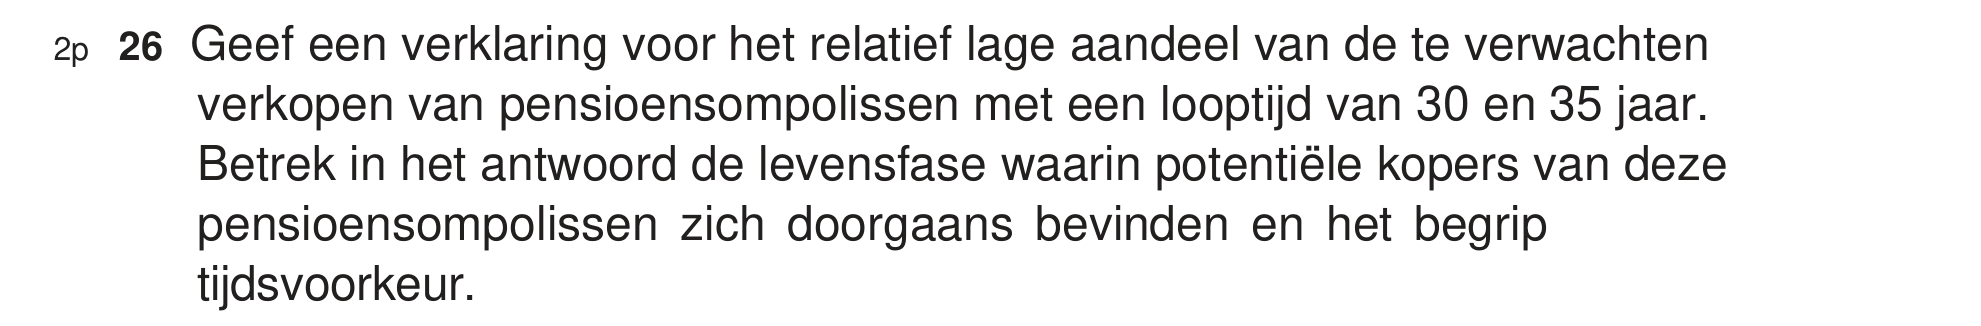 2p 26 Geef een verklaring voor het relatief lage aandeel van de te verwachten
verkopen van pensioensompolissen met een looptijd van 30 en 35 jaar.
Betrek in het antwoord de levensfase waarin potentiële kopers van deze
pensioensompolissen zich doorgaans bevinden en het begrip
tijdsvoorkeur.